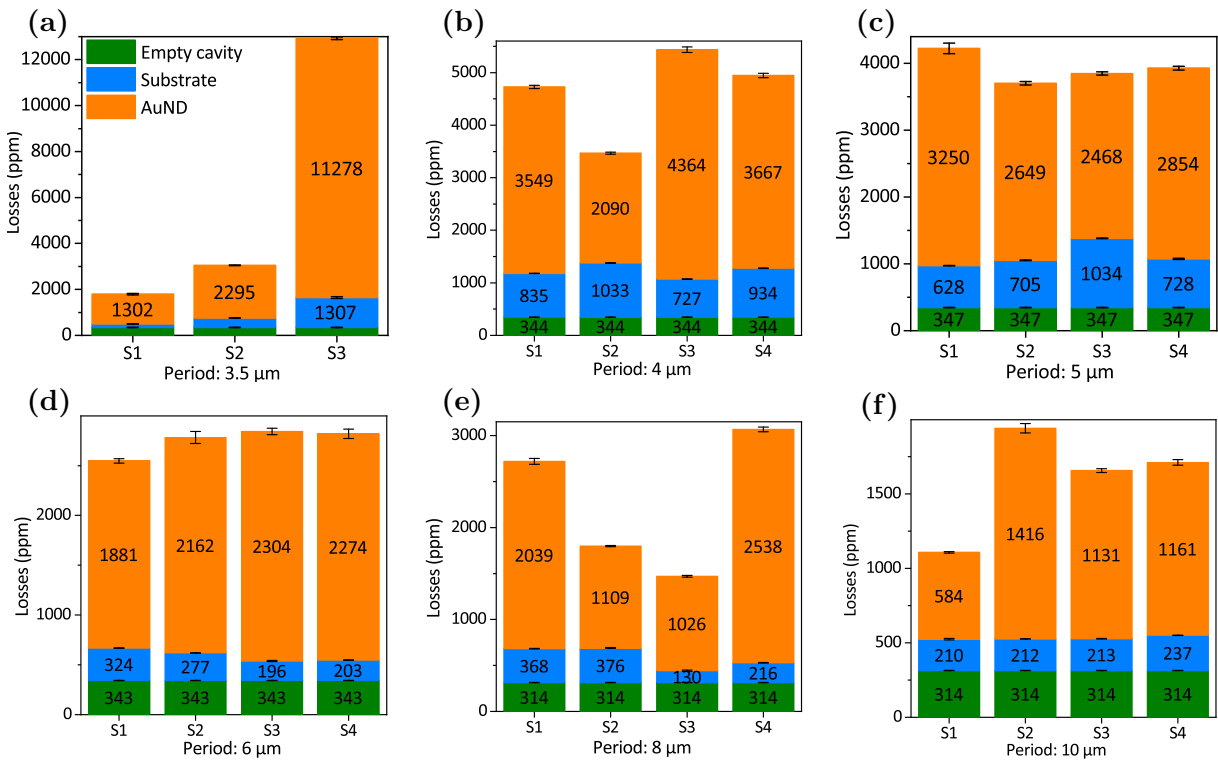 (a)
Losses (ppm)
12000
10000
8000
6000
4000
2000
0
Empty cavity
Substrate
AuND
1302
2295
11278
1307
S1 S2 S3
Period: 3.5 μm
(b)
Losses (ppm)
5000
4000
3000
2000
1000
0
3549 2090 4364 3667
835 1033 727 934
344 344 344 344
S1 S2 S3 S4
Period: 4 μm
(c)
Losses (ppm)
4000
3000
2000
1000
0
3250 2649 2468 2854
628 705 1034 728
347 347 347 347
S1 S2 S3 S4
Period: 5 μm
(d)
Losses (ppm)
2000
1000
0
1881 2162 2304 2274
324 277 196 203
343 343 343 343
S1 S2 S3 S4
Period: 6 μm
(e)
Losses (ppm)
3000
2000
1000
0
2039 1109 1026 2538
368 376 130 216
314 314 314 314
S1 S2 S3 S4
Period: 8 μm
(f)
Losses (ppm)
1500
1000
500
0
584 1416 1131 1161
210 212 213 237
314 314 314 314
S1 S2 S3 S4
Period: 10 μm